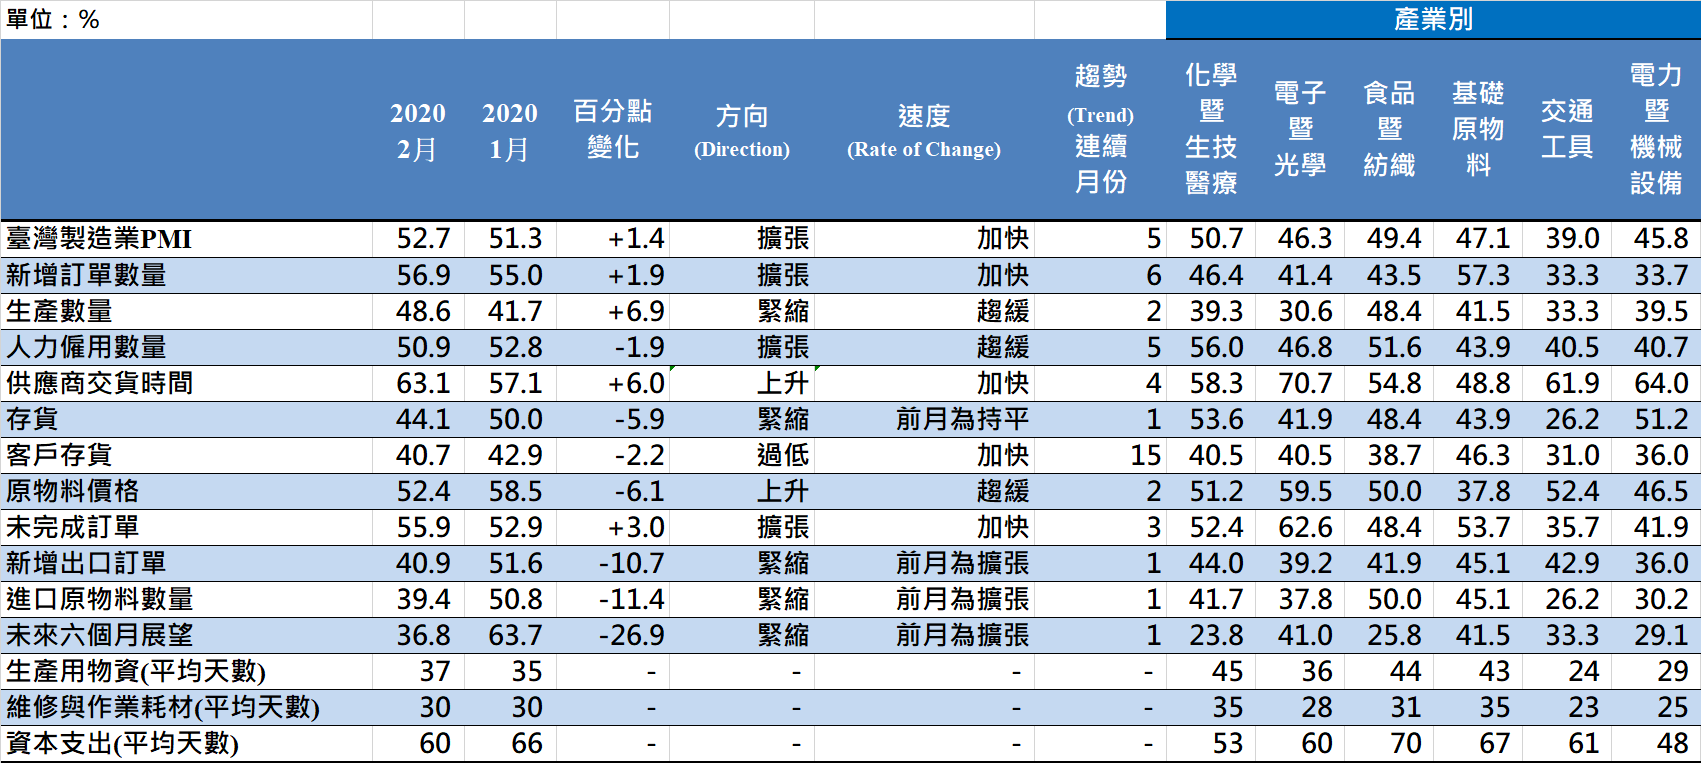 單位：%
產業別
2020 2月 2020 1月 百分點變化 方向(Direction) 速度(Rate of Change) 趨勢(Trend)連續月份 化學暨生技醫療 電子暨光學 食品暨紡織 基礎原物料 交通工具 電力暨機械設備
臺灣製造業PMI 52.7 51.3 +1.4 擴張 加快 5 50.7 46.3 49.4 47.1 39.0 45.8
新增訂單數量 56.9 55.0 +1.9 擴張 加快 6 46.4 41.4 43.5 57.3 33.3 33.7
生產數量 48.6 41.7 +6.9 緊縮 趨緩 2 39.3 30.6 48.4 41.5 33.3 39.5
人力僱用數量 50.9 52.8 -1.9 擴張 趨緩 5 56.0 46.8 51.6 43.9 40.5 40.7
供應商交貨時間 63.1 57.1 +6.0 上升 加快 4 58.3 70.7 54.8 48.8 61.9 64.0
存貨 44.1 50.0 -5.9 緊縮 前月為持平 1 53.6 41.9 48.4 43.9 26.2 51.2
客戶存貨 40.7 42.9 -2.2 過低 加快 15 40.5 40.5 38.7 46.3 31.0 36.0
原物料價格 52.4 58.5 -6.1 上升 趨緩 2 51.2 59.5 50.0 37.8 52.4 46.5
未完成訂單 55.9 52.9 +3.0 擴張 加快 3 52.4 62.6 48.4 53.7 35.7 41.9
新增出口訂單 40.9 51.6 -10.7 緊縮 前月為擴張 1 44.0 39.2 41.9 45.1 42.9 36.0
進口原物料數量 39.4 50.8 -11.4 緊縮 前月為擴張 1 41.7 37.8 50.0 45.1 26.2 30.2
未來六個月展望 36.8 63.7 -26.9 緊縮 前月為擴張 1 23.8 41.0 25.8 41.5 33.3 29.1
生產用物資(平均天數) 37 35 - - - - 45 36 44 43 24 29
維修與作業耗材(平均天數) 30 30 - - - - 35 28 31 35 23 25
資本支出(平均天數) 60 66 - - - - 53 60 70 67 61 48